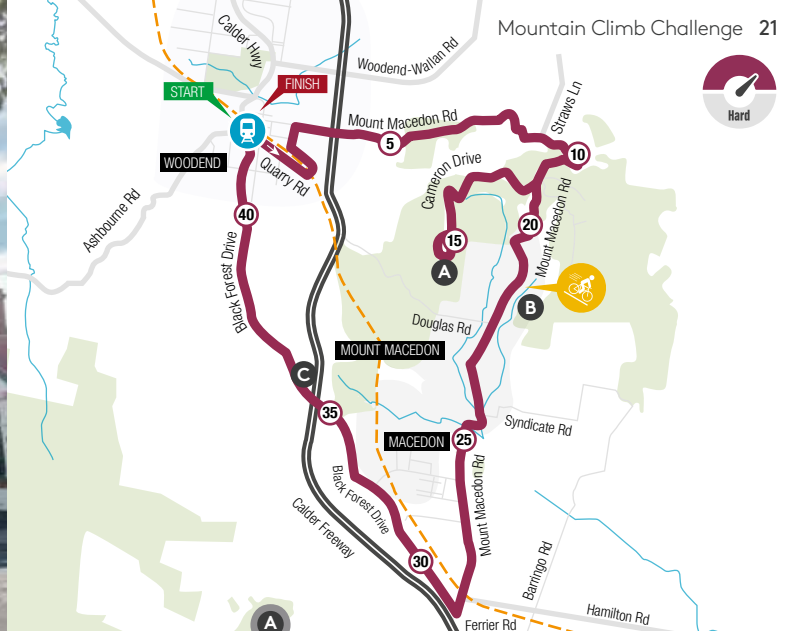 Mountain Climb Challenge 21
Hard
Calder Hwy
Woodend-Wallan Rd
START
FINISH
Straws Ln
Mount Macedon Rd
5
10
WOODEND
Quarry Rd
Cameron Drive
Ashbourne Rd
40
20
Mount Macedon Rd
15
A
B
Black Forest Drive
Douglas Rd
MOUNT MACEDON
C
35
Syndicate Rd
MACEDON
25
Black Forest Drive
Mount Macedon Rd
Calder Freeway
30
Barringo Rd
Hamilton Rd
Ferrier Rd
A